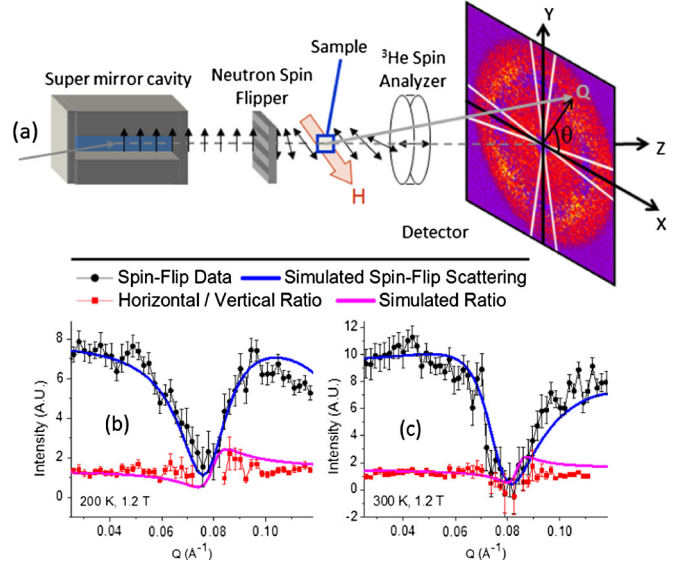 Sample
³He Spin
Analyzer
Super mirror cavity
Neutron Spin
Flipper
Y
(a)
Q
θ
Z
H
X
Detector
Spin-Flip Data
Simulated Spin-Flip Scattering
Horizontal / Vertical Ratio
Simulated Ratio
Intensity (A.U.)
8
6
4
2
0
(b)
200 K, 1.2 T
0.04 0.06 0.08 0.10
Q (Å⁻¹)
Intensity (A.U.)
12
10
8
6
4
2
0
-2
(c)
300 K, 1.2 T
0.04 0.06 0.08 0.10
Q (Å⁻¹)